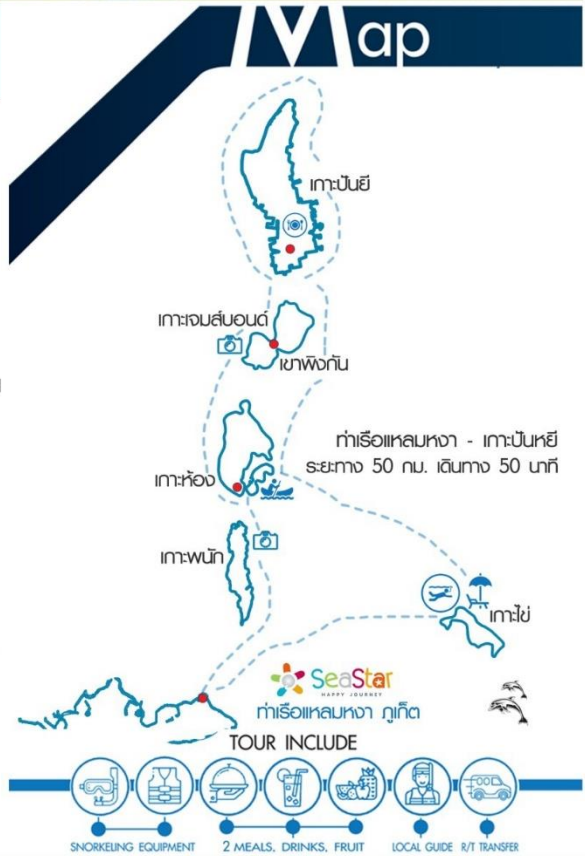 Map
เกาะปันยี
เกาะเจมส์บอนด์
เขาพิงกัน
ท่าเรือแหลมหงา - เกาะปันหยี
ระยะทาง 50 กม. เดินทาง 50 นาที
เกาะห้อง
เกาะพนัก
เกาะไข่
SeaStar
HAPPY JOURNEY
ท่าเรือแหลมหงา ภูเก็ต
TOUR INCLUDE
SNORKELING EQUIPMENT
2 MEALS, DRINKS, FRUIT
LOCAL GUIDE
R/T TRANSFER